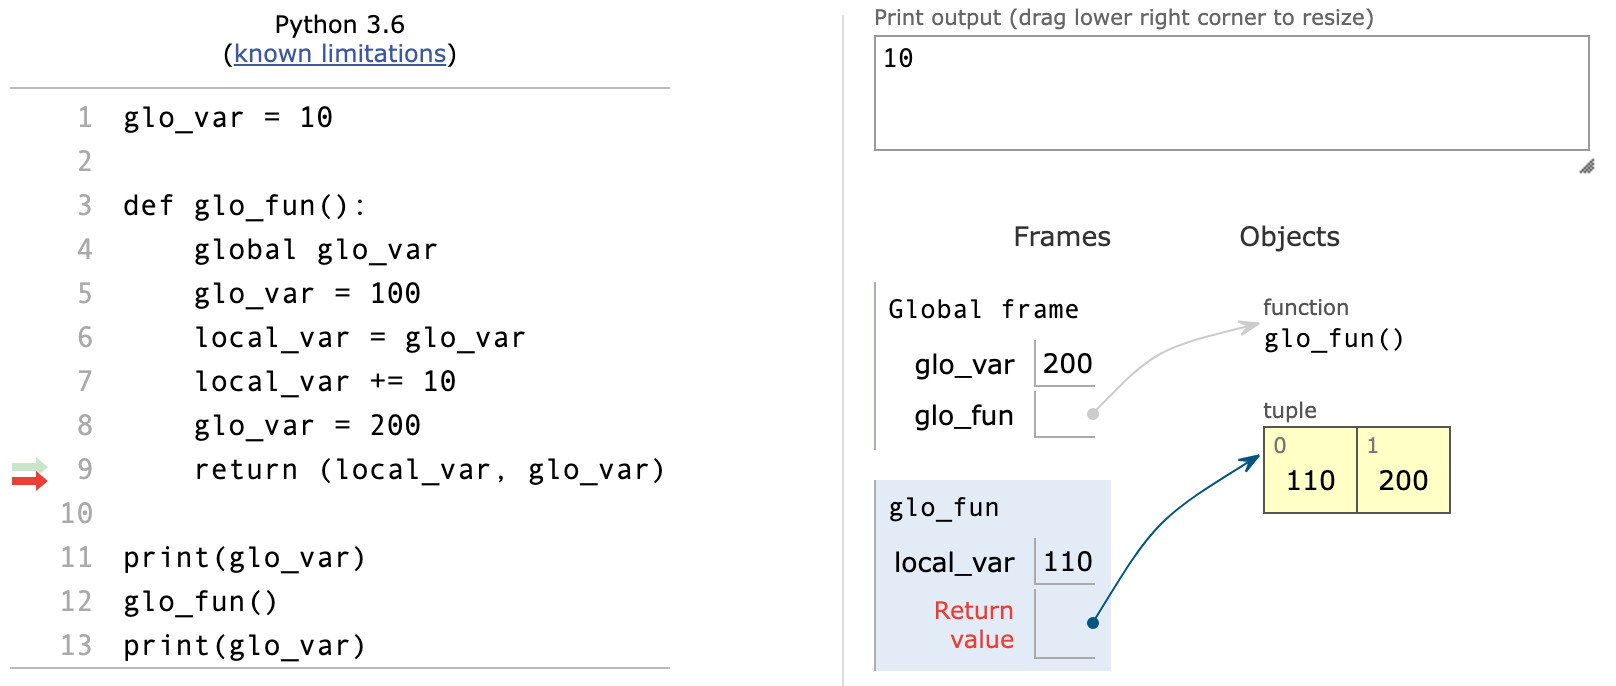 Python 3.6
(known limitations)
1 glo_var = 10
2
3 def glo_fun():
4     global glo_var
5     glo_var = 100
6     local_var = glo_var
7     local_var += 10
8     glo_var = 200
9     return (local_var, glo_var)
10
11 print(glo_var)
12 glo_fun()
13 print(glo_var)
Print output (drag lower right corner to resize)
10
Frames
Objects
Global frame
glo_var 200
glo_fun
function
glo_fun()
tuple
0 1
110 200
glo_fun
local_var 110
Return
value